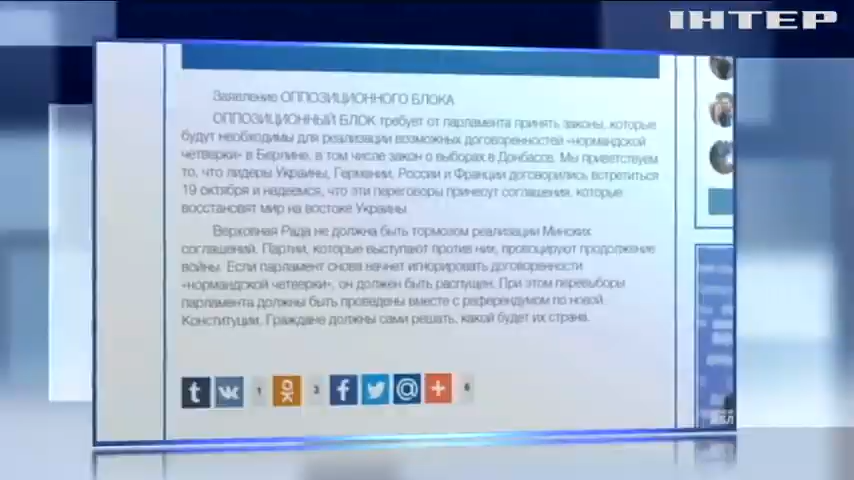 ІНТЕР
Заявление ОППОЗИЦИОННОГО БЛОКА
ОППОЗИЦИОННЫЙ БЛОК требует от парламента принять законы, которые
будут необходимы для реализации возможных договоренностей «нормандской
четверки» в Берлине, в том числе закон о выборах в Донбассе. Мы приветствуем
то, что лидеры Украины, Германии, России и Франции договорились встретиться
19 октября и надеемся, что эти переговоры принесут соглашения, которые
восстановят мир на востоке Украины.
Верховная Рада не должна быть тормозом реализации Минских
соглашений. Партии, которые выступают против них, провоцируют продолжение
войны. Если парламент снова начнет игнорировать договоренности
«нормандской четверки», он должен быть распущен. При этом перевыборы
парламента должны быть проведены вместе с референдумом по новой
Конституции. Граждане должны сами решать, какой будет их страна.
1 3 6